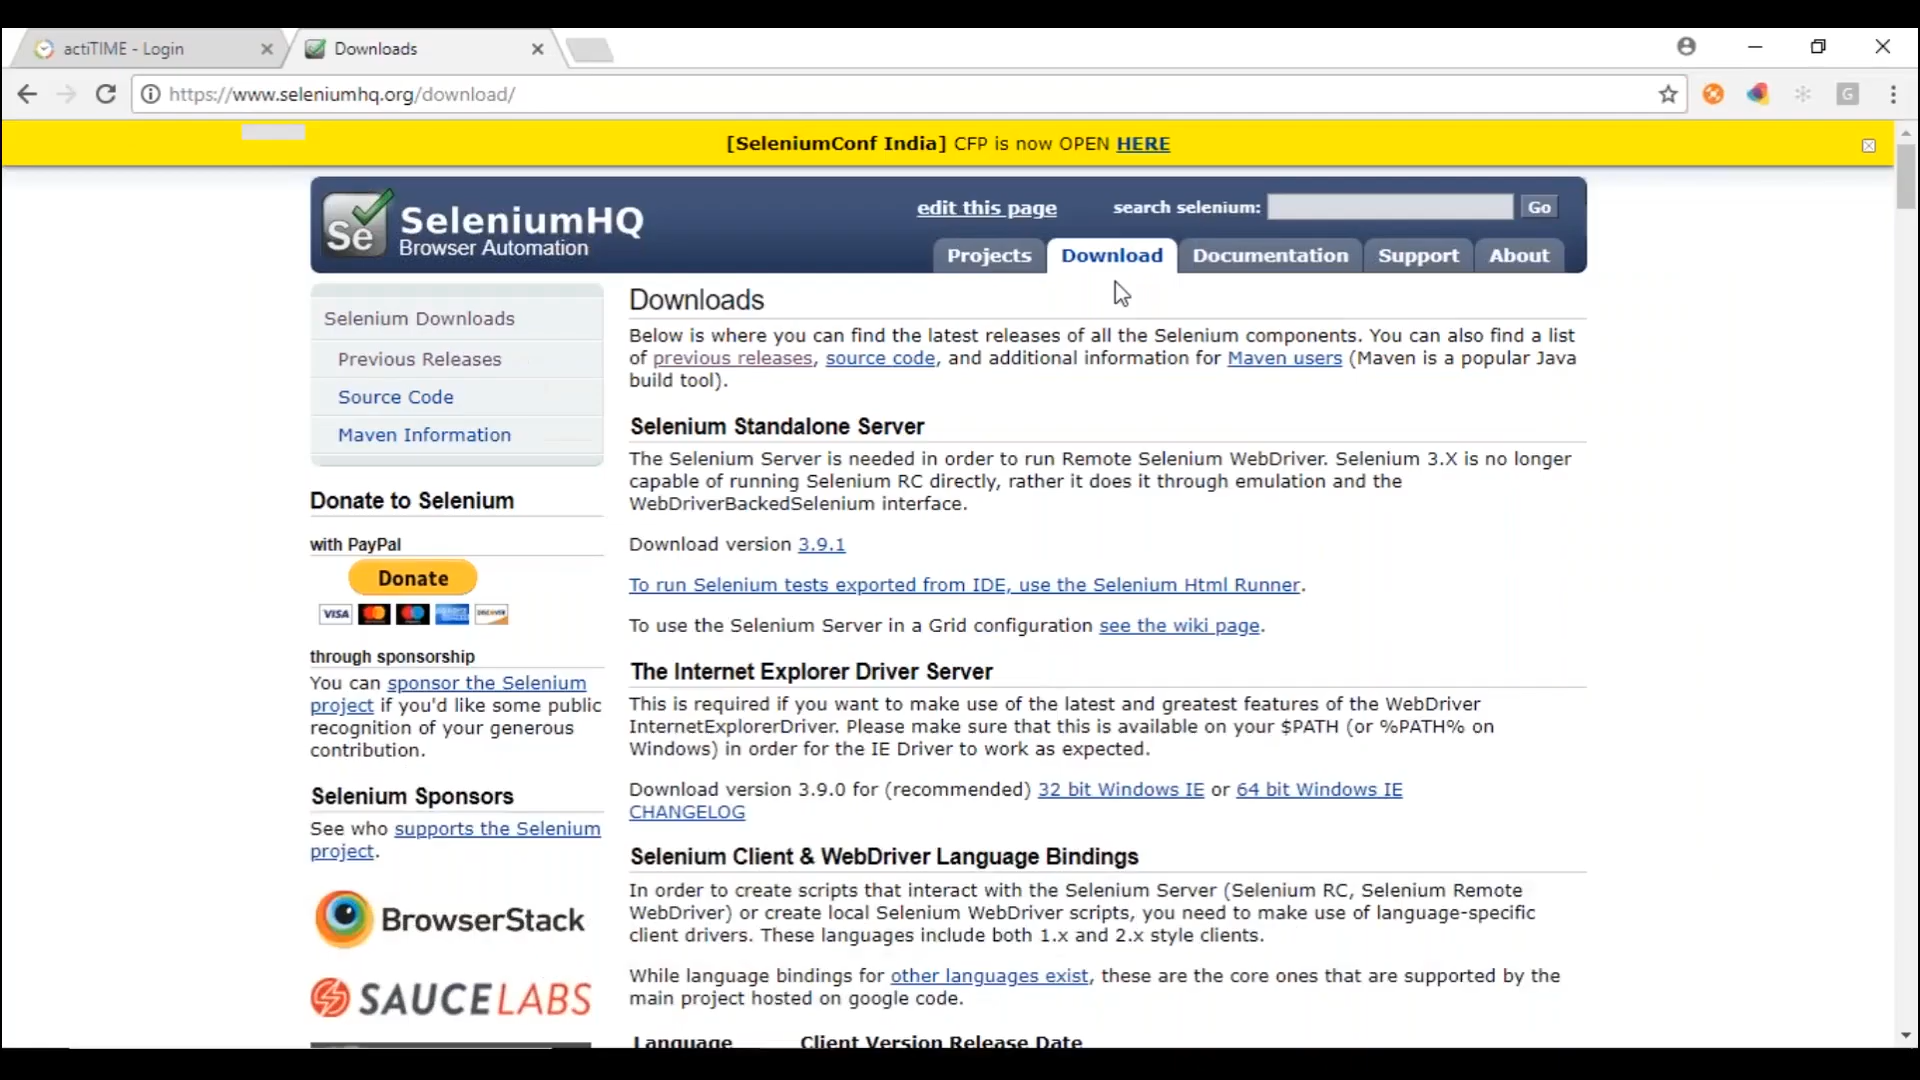 actiTIME - Login
Downloads
https://www.seleniumhq.org/download/
G
[SeleniumConf India] CFP is now OPEN HERE
Se
SeleniumHQ
Browser Automation
edit this page
search selenium:
Go
Projects
Download
Documentation
Support
About
Selenium Downloads
Previous Releases
Source Code
Maven Information
Donate to Selenium
with PayPal
Donate
VISA
DISCOVER
through sponsorship
You can sponsor the Selenium
project if you'd like some public
recognition of your generous
contribution.
Selenium Sponsors
See who supports the Selenium
project.
BrowserStack
SAUCELABS
Downloads
Below is where you can find the latest releases of all the Selenium components. You can also find a list
of previous releases, source code, and additional information for Maven users (Maven is a popular Java
build tool).
Selenium Standalone Server
The Selenium Server is needed in order to run Remote Selenium WebDriver. Selenium 3.X is no longer
capable of running Selenium RC directly, rather it does it through emulation and the
WebDriverBackedSelenium interface.
Download version 3.9.1
To run Selenium tests exported from IDE, use the Selenium Html Runner.
To use the Selenium Server in a Grid configuration see the wiki page.
The Internet Explorer Driver Server
This is required if you want to make use of the latest and greatest features of the WebDriver
InternetExplorerDriver. Please make sure that this is available on your $PATH (or %PATH% on
Windows) in order for the IE Driver to work as expected.
Download version 3.9.0 for (recommended) 32 bit Windows IE or 64 bit Windows IE
CHANGELOG
Selenium Client & WebDriver Language Bindings
In order to create scripts that interact with the Selenium Server (Selenium RC, Selenium Remote
WebDriver) or create local Selenium WebDriver scripts, you need to make use of language-specific
client drivers. These languages include both 1.x and 2.x style clients.
While language bindings for other languages exist, these are the core ones that are supported by the
main project hosted on google code.
Language Client Version Release Date